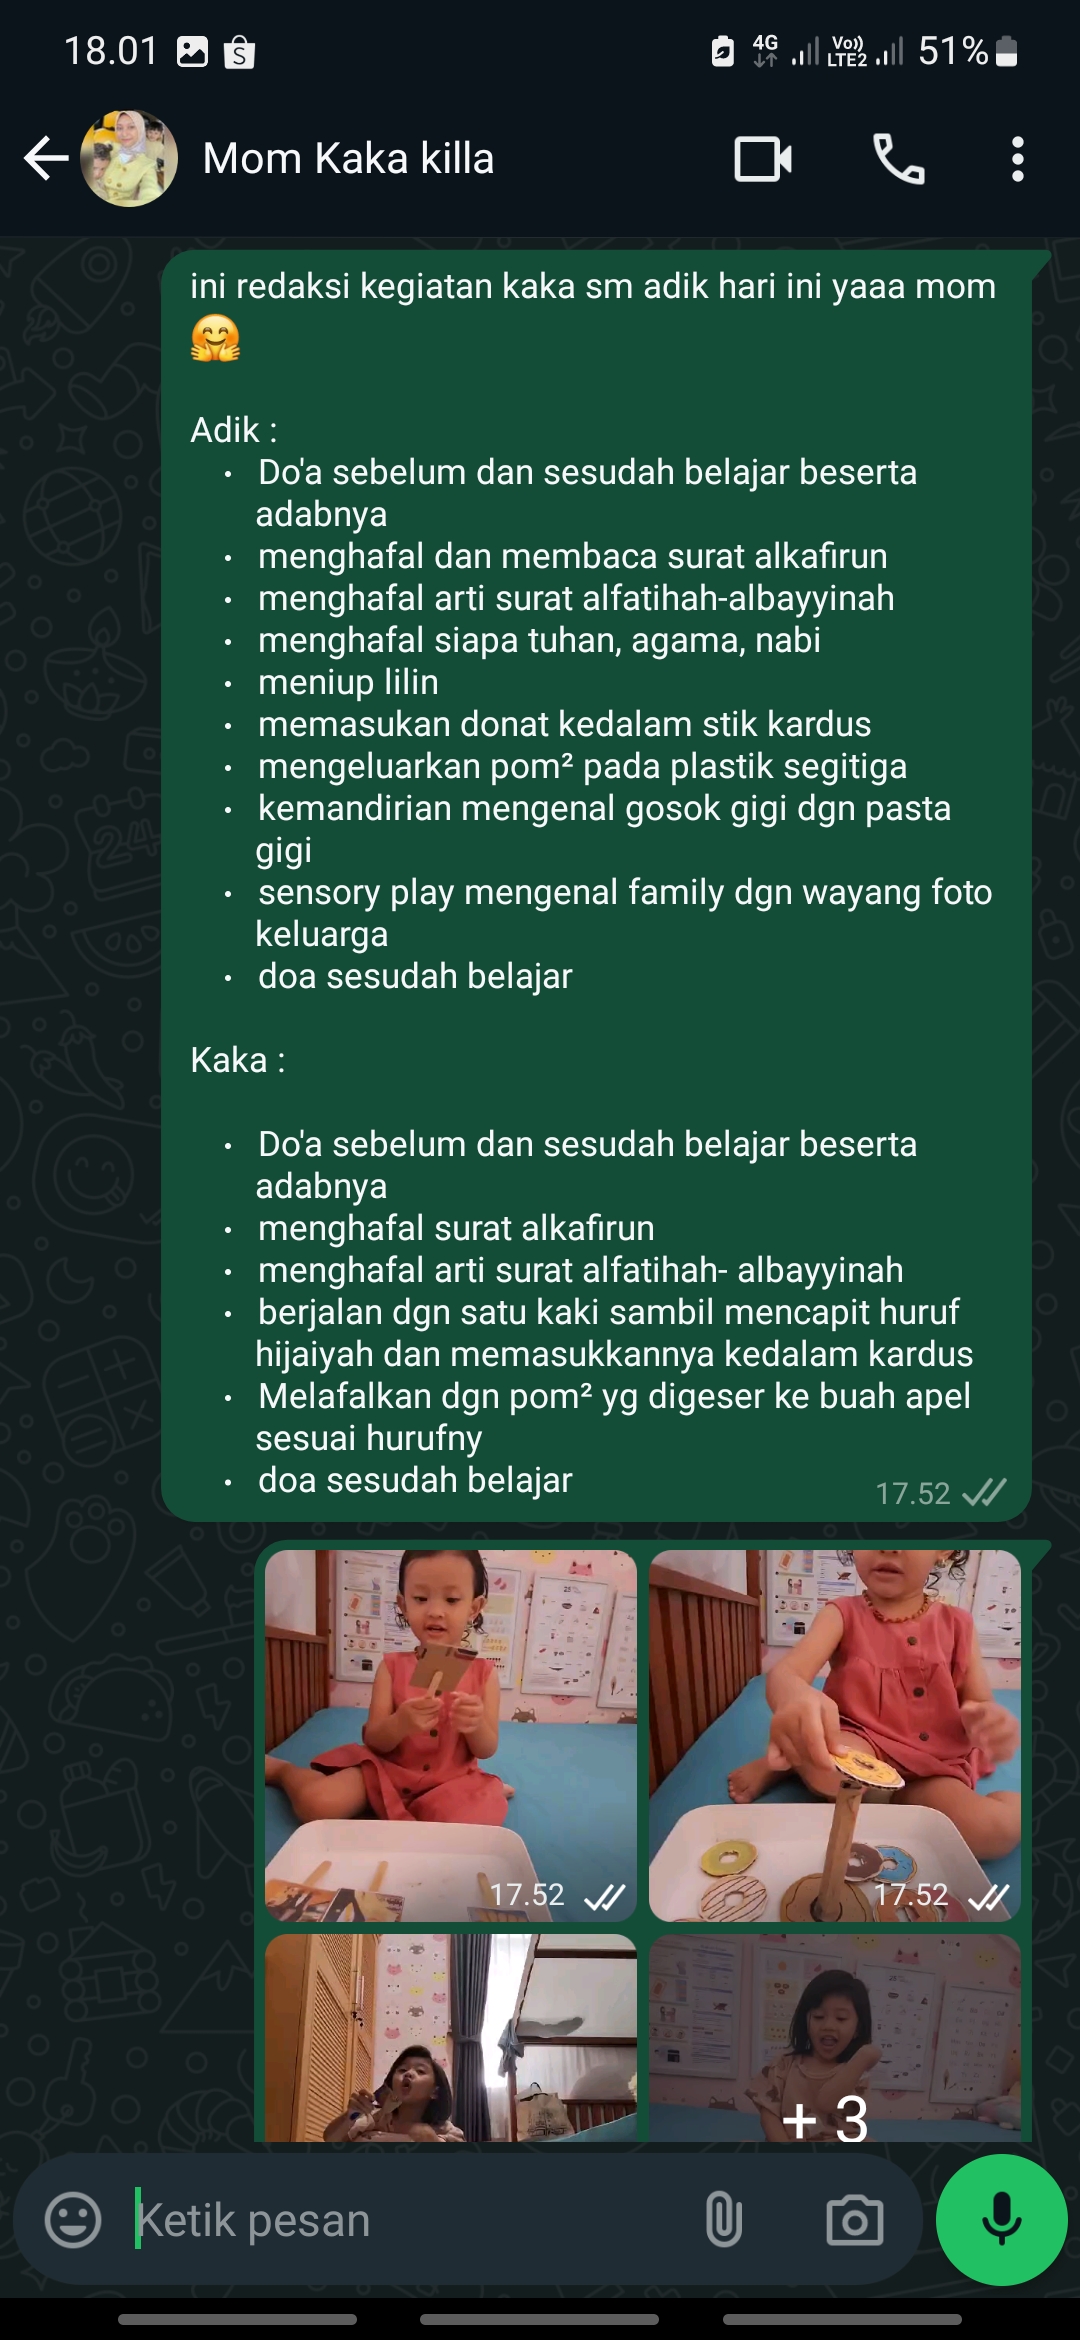 18.01
4G Vo)) LTE2 51%
Mom Kaka killa
ini redaksi kegiatan kaka sm adik hari ini yaaa mom
🤗
Adik :
• Do'a sebelum dan sesudah belajar beserta
adabnya
• menghafal dan membaca surat alkafirun
• menghafal arti surat alfatihah-albayyinah
• menghafal siapa tuhan, agama, nabi
• meniup lilin
• memasukan donat kedalam stik kardus
• mengeluarkan pom² pada plastik segitiga
• kemandirian mengenal gosok gigi dgn pasta
gigi
• sensory play mengenal family dgn wayang foto
keluarga
• doa sesudah belajar
Kaka :
• Do'a sebelum dan sesudah belajar beserta
adabnya
• menghafal surat alkafirun
• menghafal arti surat alfatihah- albayyinah
• berjalan dgn satu kaki sambil mencapit huruf
hijaiyah dan memasukkannya kedalam kardus
• Melafalkan dgn pom² yg digeser ke buah apel
sesuai hurufny
• doa sesudah belajar
17.52
17.52
17.52
+ 3
Ketik pesan